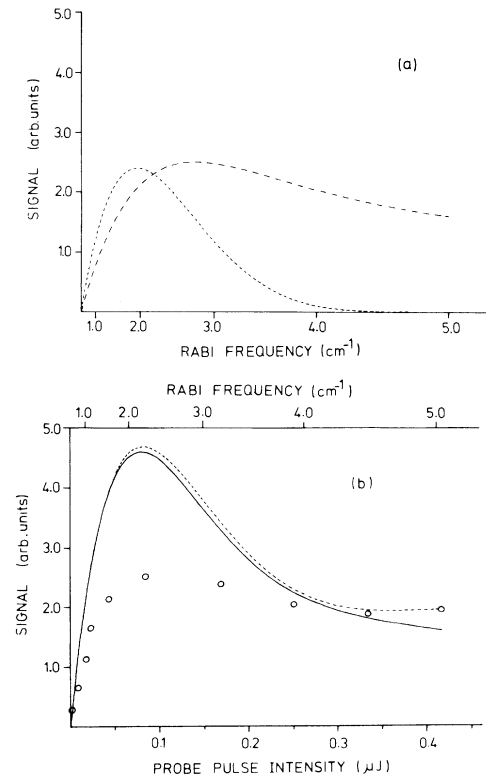 5.0
(a)
4.0
3.0
2.0
1.0
SIGNAL (arb.units)
1.0 2.0 3.0 4.0 5.0
RABI FREQUENCY (cm⁻¹)
RABI FREQUENCY (cm⁻¹)
1.0 2.0 3.0 4.0 5.0
5.0
(b)
4.0
3.0
2.0
1.0
SIGNAL (arb.units)
0.1 0.2 0.3 0.4
PROBE PULSE INTENSITY (μJ)